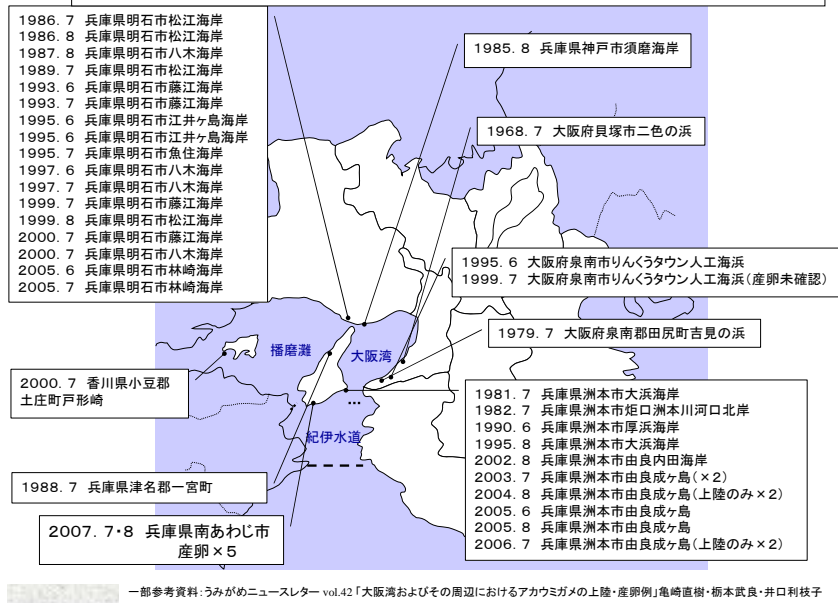 1986. 7 兵庫県明石市松江海岸
1986. 8 兵庫県明石市松江海岸
1987. 8 兵庫県明石市八木海岸
1989. 7 兵庫県明石市松江海岸
1993. 6 兵庫県明石市藤江海岸
1993. 7 兵庫県明石市藤江海岸
1995. 6 兵庫県明石市江井ヶ島海岸
1995. 6 兵庫県明石市江井ヶ島海岸
1995. 7 兵庫県明石市魚住海岸
1997. 6 兵庫県明石市八木海岸
1997. 7 兵庫県明石市八木海岸
1999. 7 兵庫県明石市藤江海岸
1999. 8 兵庫県明石市松江海岸
2000. 7 兵庫県明石市藤江海岸
2000. 7 兵庫県明石市八木海岸
2005. 6 兵庫県明石市林崎海岸
2005. 7 兵庫県明石市林崎海岸
1985. 8 兵庫県神戸市須磨海岸
1968. 7 大阪府貝塚市二色の浜
1995. 6 大阪府泉南市りんくうタウン人工海浜
1999. 7 大阪府泉南市りんくうタウン人工海浜(産卵未確認)
1979. 7 大阪府泉南郡田尻町吉見の浜
播磨灘
大阪湾
紀伊水道
2000. 7 香川県小豆郡
土庄町戸形崎
1988. 7 兵庫県津名郡一宮町
2007. 7・8 兵庫県南あわじ市
産卵×5
1981. 7 兵庫県洲本市大浜海岸
1982. 7 兵庫県洲本市炬口洲本川河口北岸
1990. 6 兵庫県洲本市厚浜海岸
1995. 8 兵庫県洲本市大浜海岸
2002. 8 兵庫県洲本市由良内田海岸
2003. 7 兵庫県洲本市由良成ヶ島(×2)
2004. 8 兵庫県洲本市由良成ヶ島(上陸のみ×2)
2005. 6 兵庫県洲本市由良成ヶ島
2005. 8 兵庫県洲本市由良成ヶ島
2006. 7 兵庫県洲本市由良成ヶ島(上陸のみ×2)
一部参考資料:うみがめニュースレター vol.42「大阪湾およびその周辺におけるアカウミガメの上陸・産卵例」亀崎直樹・栃本武良・井口利枝子